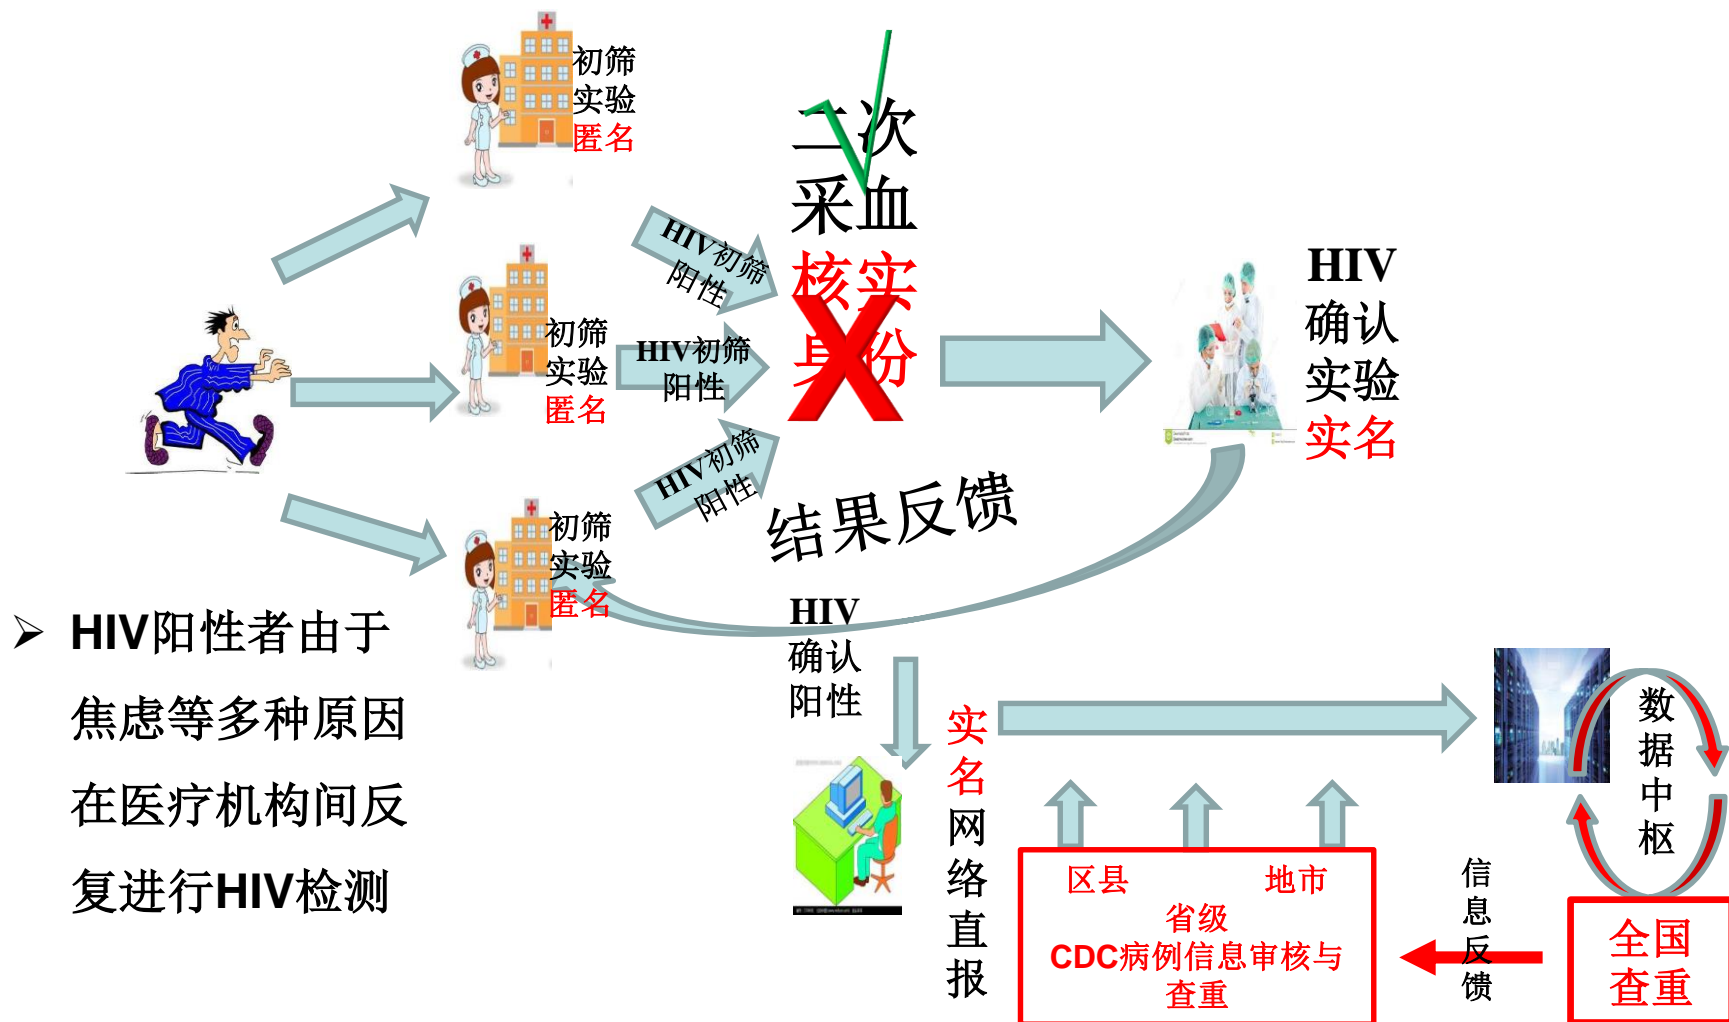 初筛
实验
匿名
二次
采血
核实
身份
HIV初筛
阳性
初筛
实验
匿名
HIV初筛
阳性
HIV
确认
实验
实名
HIV初筛
阳性
初筛
实验
匿名
结果反馈
HIV阳性者由于
焦虑等多种原因
在医疗机构间反
复进行HIV检测
HIV
确认
阳性
实
名
网
络
直
报
数
据
中
枢
区县 地市
省级
CDC病例信息审核与
查重
信
息
反
馈
全国
查重